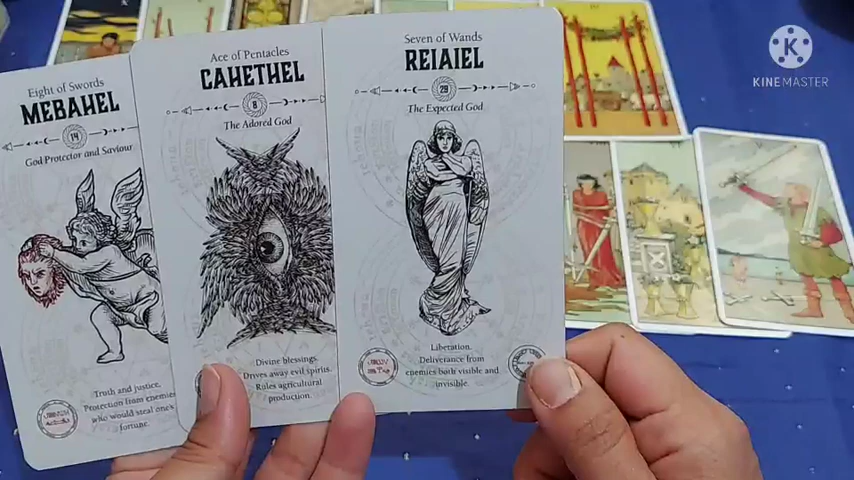 Eight of Swords
MEBAHEL
14
God Protector and Saviour
Truth and justice.
Protection from enemies
who would steal one's
fortune.
Ace of Pentacles
CAHETHEL
8
The Adored God
Divine blessings.
Drives away evil spirits.
Rules agricultural
production.
Seven of Wands
REIAIEL
29
The Expected God
Liberation.
Deliverance from
enemies both visible and
invisible.
K
KINEMASTER